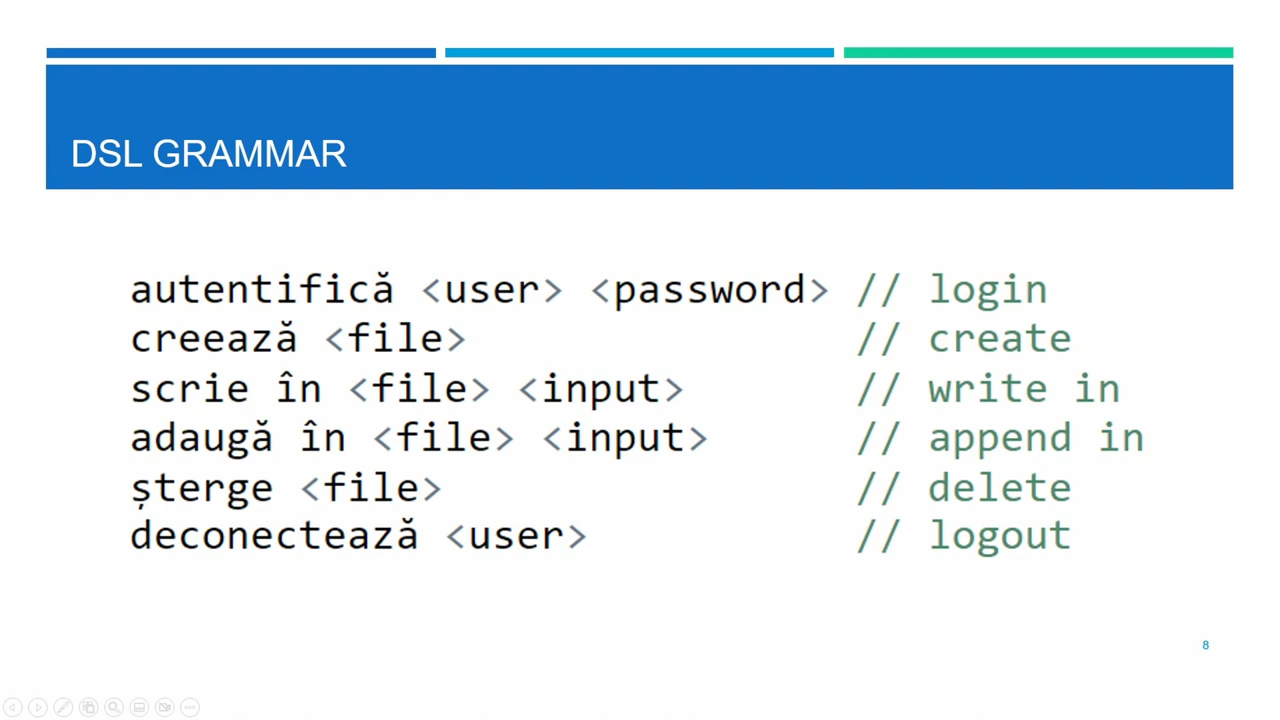 DSL GRAMMAR
autentifică <user> <password> // login
creează <file> // create
scrie în <file> <input> // write in
adaugă în <file> <input> // append in
șterge <file> // delete
deconectează <user> // logout
8